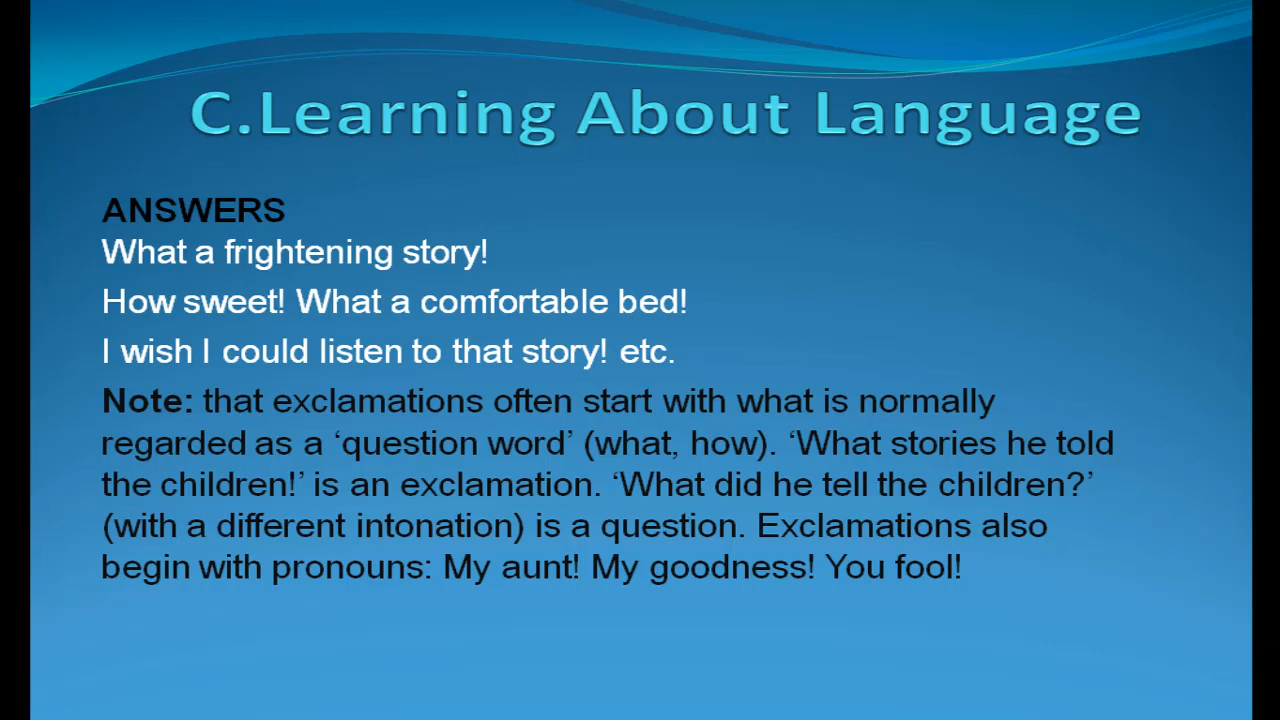 C.Learning About Language
ANSWERS
What a frightening story!
How sweet! What a comfortable bed!
I wish I could listen to that story! etc.
Note: that exclamations often start with what is normally
regarded as a ‘question word’ (what, how). ‘What stories he told
the children!’ is an exclamation. ‘What did he tell the children?’
(with a different intonation) is a question. Exclamations also
begin with pronouns: My aunt! My goodness! You fool!